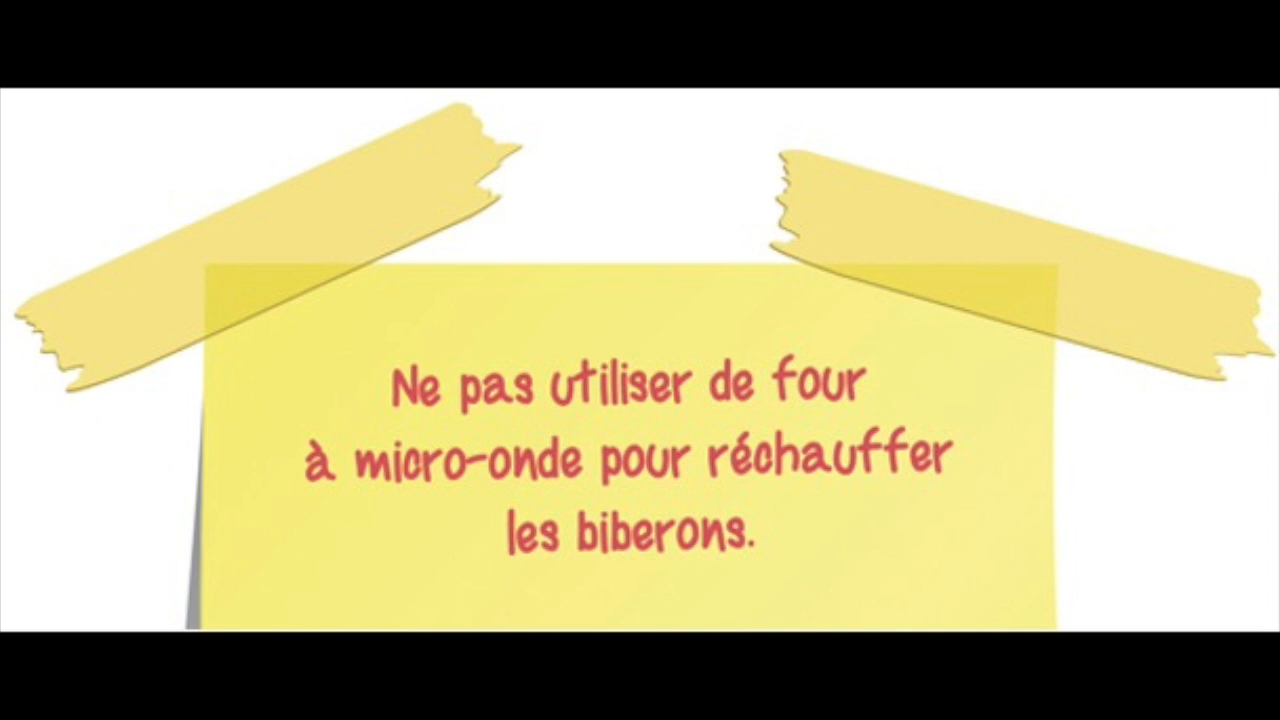 Ne pas utiliser de four
à micro-onde pour réchauffer
les biberons.